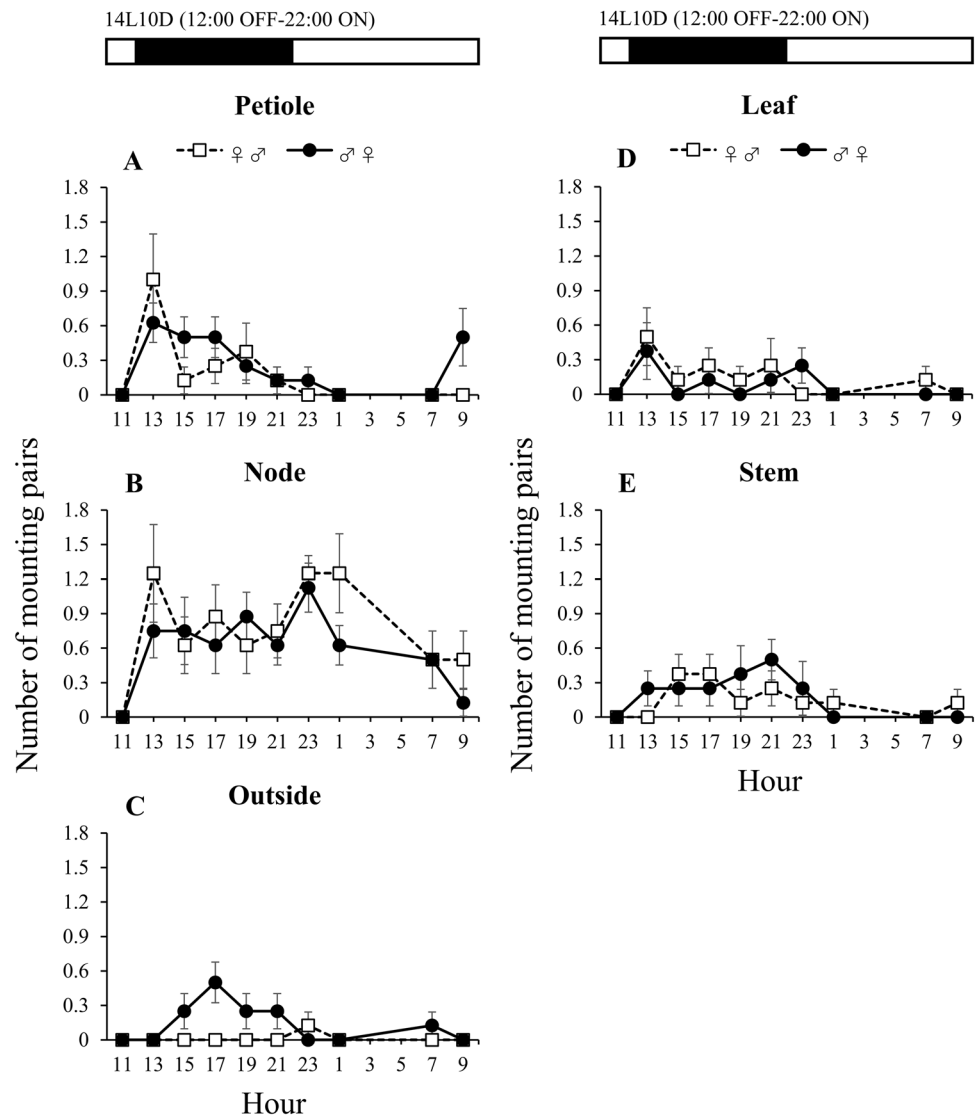 14L10D (12:00 OFF-22:00 ON)
Petiole
A
♀♂ ♂♀
1.8
1.5
1.2
0.9
0.6
0.3
0
11 13 15 17 19 21 23 1 3 5 7 9
Node
B
1.8
1.5
1.2
0.9
0.6
0.3
0
11 13 15 17 19 21 23 1 3 5 7 9
Number of mounting pairs
Outside
C
1.8
1.5
1.2
0.9
0.6
0.3
0
11 13 15 17 19 21 23 1 3 5 7 9
Hour
14L10D (12:00 OFF-22:00 ON)
Leaf
D
♀♂ ♂♀
1.8
1.5
1.2
0.9
0.6
0.3
0
11 13 15 17 19 21 23 1 3 5 7 9
Stem
E
1.8
1.5
1.2
0.9
0.6
0.3
0
11 13 15 17 19 21 23 1 3 5 7 9
Number of mounting pairs
Hour